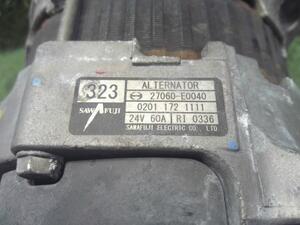 323
ALTERNATOR
27060-E0040
SAWAFUJI
0201 172 1111
24V 60A RI 0336
SAWAFUJI ELECTRIC CO., LTD